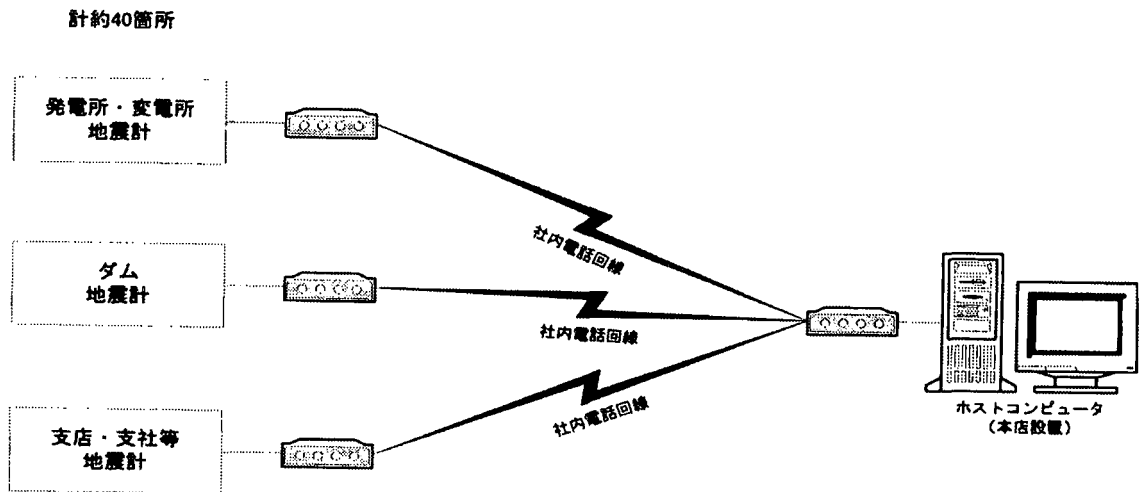 計約40箇所
発電所・変電所
地震計
社内電話回線
ダム
地震計
社内電話回線
支店・支社等
地震計
社内電話回線
ホストコンピュータ
（本店設置）